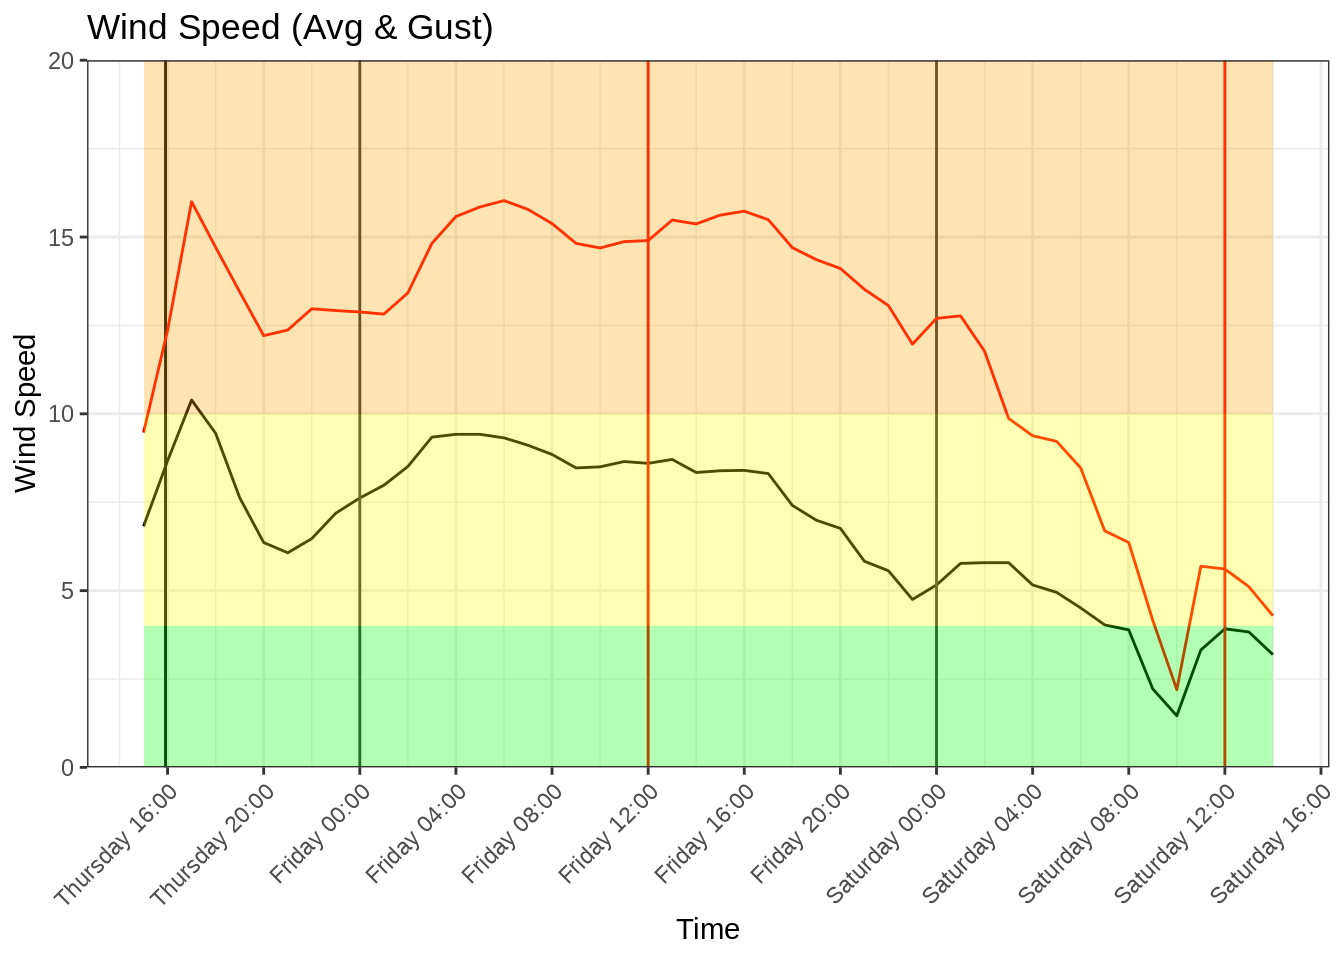 Wind Speed (Avg & Gust)
20
15
10
5
0
Wind Speed
Thursday 16:00
Thursday 20:00
Friday 00:00
Friday 04:00
Friday 08:00
Friday 12:00
Friday 16:00
Friday 20:00
Saturday 00:00
Saturday 04:00
Saturday 08:00
Saturday 12:00
Saturday 16:00
Time